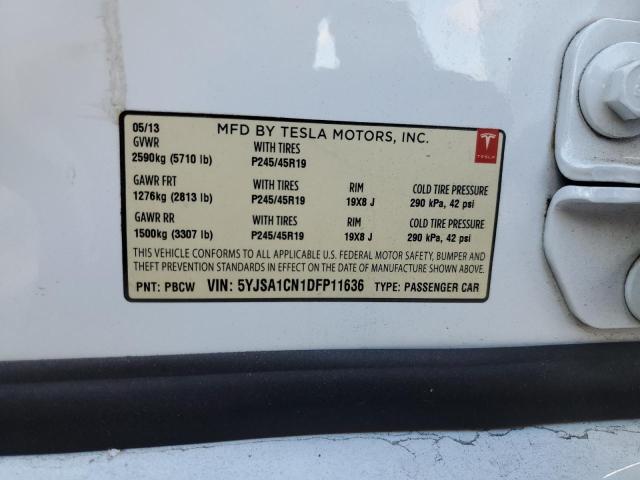 05/13 MFD BY TESLA MOTORS, INC.
GVWR WITH TIRES
2590kg (5710 lb) P245/45R19
TESLA
GAWR FRT WITH TIRES RIM COLD TIRE PRESSURE
1276kg (2813 lb) P245/45R19 19X8 J 290 kPa, 42 psi
GAWR RR WITH TIRES RIM COLD TIRE PRESSURE
1500kg (3307 lb) P245/45R19 19X8 J 290 kPa, 42 psi
THIS VEHICLE CONFORMS TO ALL APPLICABLE U.S. FEDERAL MOTOR SAFETY, BUMPER AND
THEFT PREVENTION STANDARDS IN EFFECT ON THE DATE OF MANUFACTURE SHOWN ABOVE.
PNT: PBCW VIN: 5YJSA1CN1DFP11636 TYPE: PASSENGER CAR